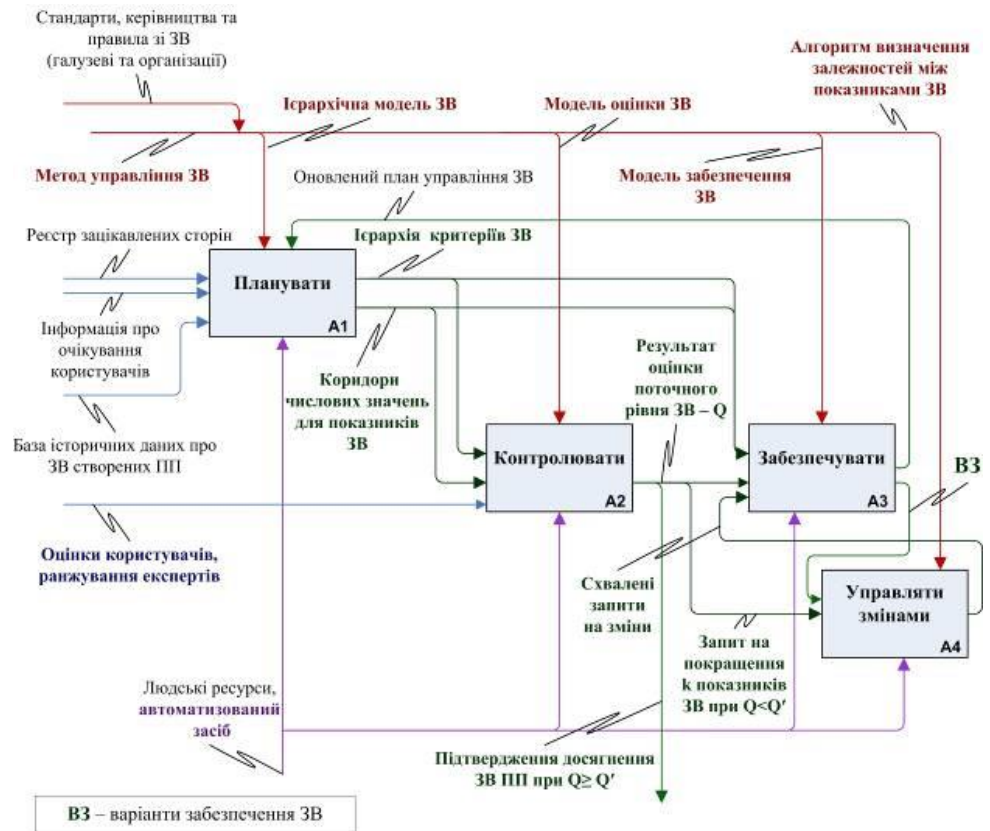 Стандарти, керівництва та
правила зі ЗВ
(галузеві та організації)
Алгоритм визначення
залежностей між
показниками ЗВ
Ієрархічна модель ЗВ
Модель оцінки ЗВ
Метод управління ЗВ
Модель забезпечення
ЗВ
Оновлений план управління ЗВ
Реєстр зацікавлених сторін
Ієрархія критеріїв ЗВ
Планувати
A1
Інформація про
очікування
користувачів
Коридори
числових значень
для показників
ЗВ
Результат
оцінки
поточного
рівня ЗВ – Q
База історичних даних про
ЗВ створених ПП
Контролювати
A2
Забезпечувати
A3
ВЗ
Оцінки користувачів,
ранжування експертів
Схвалені
запити
на зміни
Управляти
змінами
A4
Запит на
покращення
k показників
ЗВ при Q<Q'
Людські ресурси,
автоматизований
засіб
Підтвердження досягнення
ЗВ ПП при Q≥ Q'
ВЗ – варіанти забезпечення ЗВ